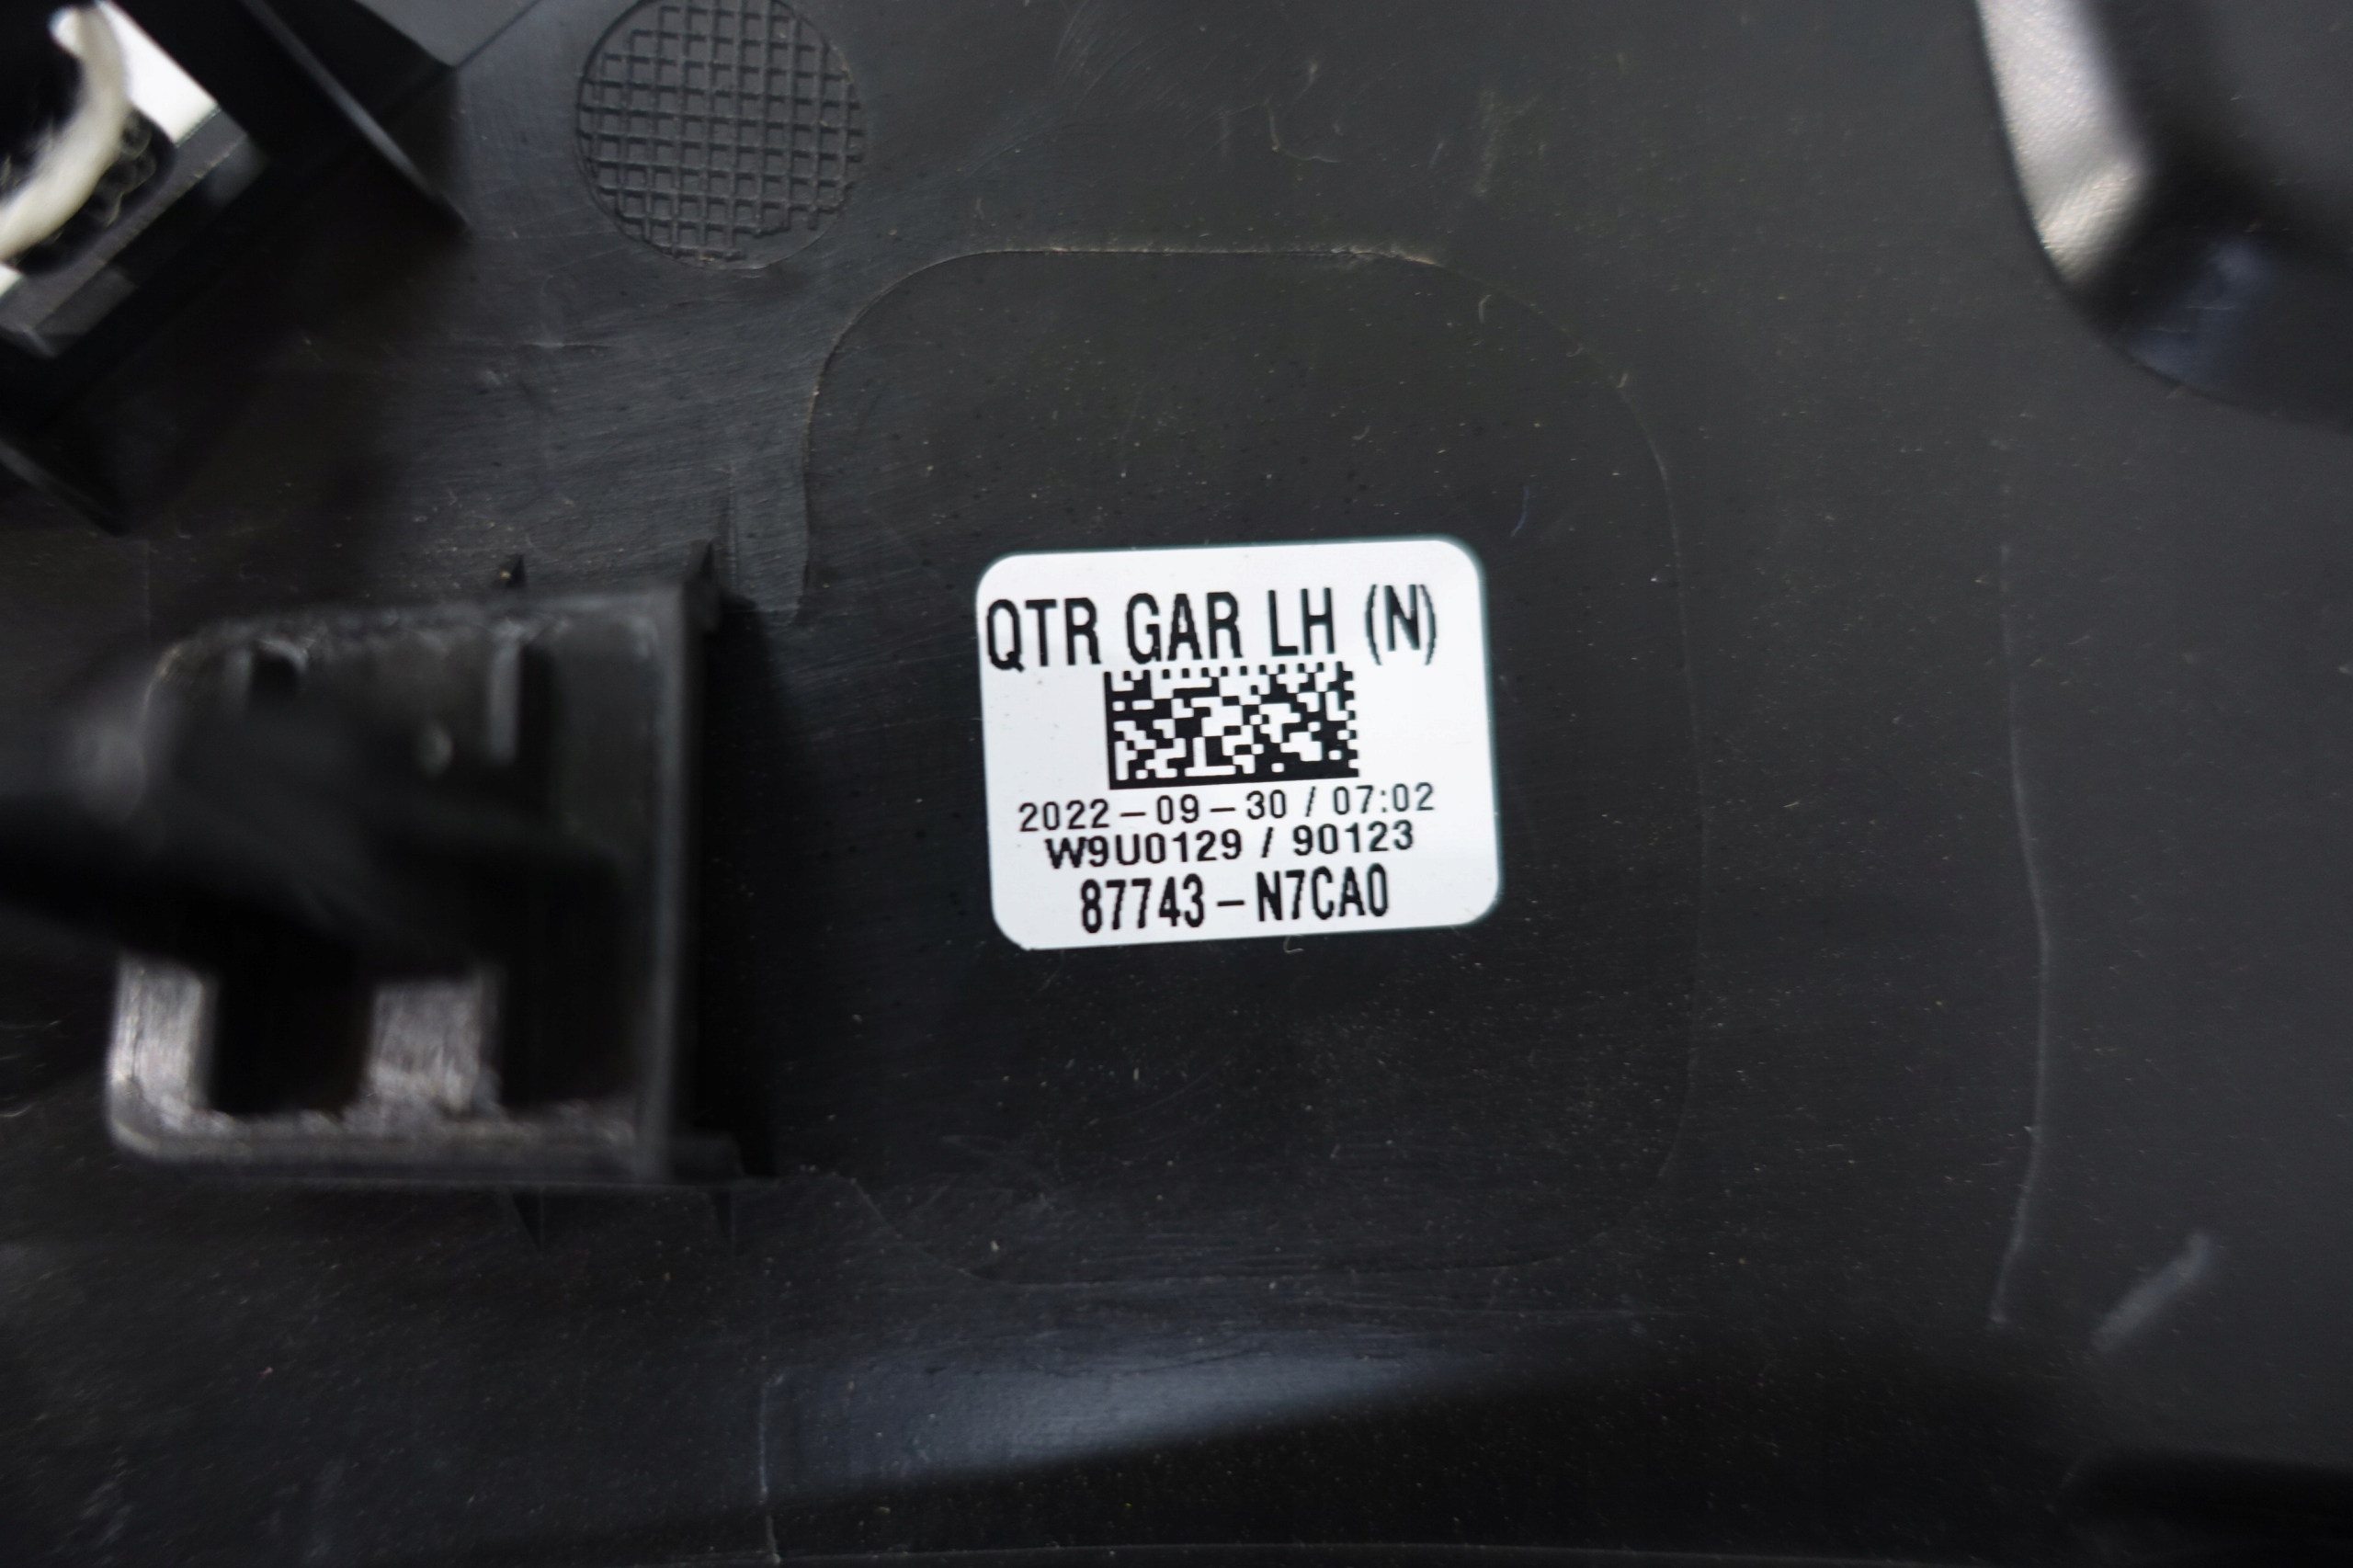 QTR GAR LH (N)
2022-09-30 / 07:02
W9U0129 / 90123
87743-N7CA0